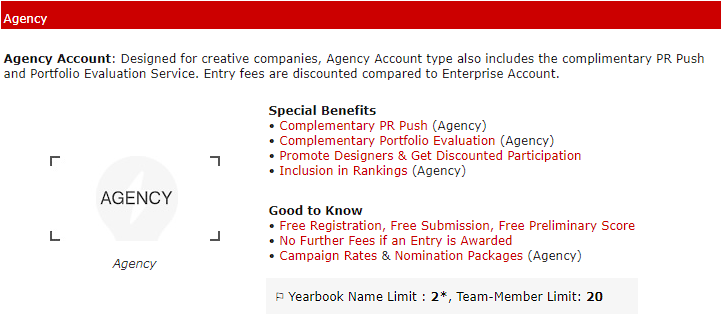 Agency
Agency Account: Designed for creative companies, Agency Account type also includes the complimentary PR Push
and Portfolio Evaluation Service. Entry fees are discounted compared to Enterprise Account.
Special Benefits
• Complementary PR Push (Agency)
• Complementary Portfolio Evaluation (Agency)
• Promote Designers & Get Discounted Participation
• Inclusion in Rankings (Agency)
AGENCY
Agency
Good to Know
• Free Registration, Free Submission, Free Preliminary Score
• No Further Fees if an Entry is Awarded
• Campaign Rates & Nomination Packages (Agency)
⚐ Yearbook Name Limit : 2*, Team-Member Limit: 20